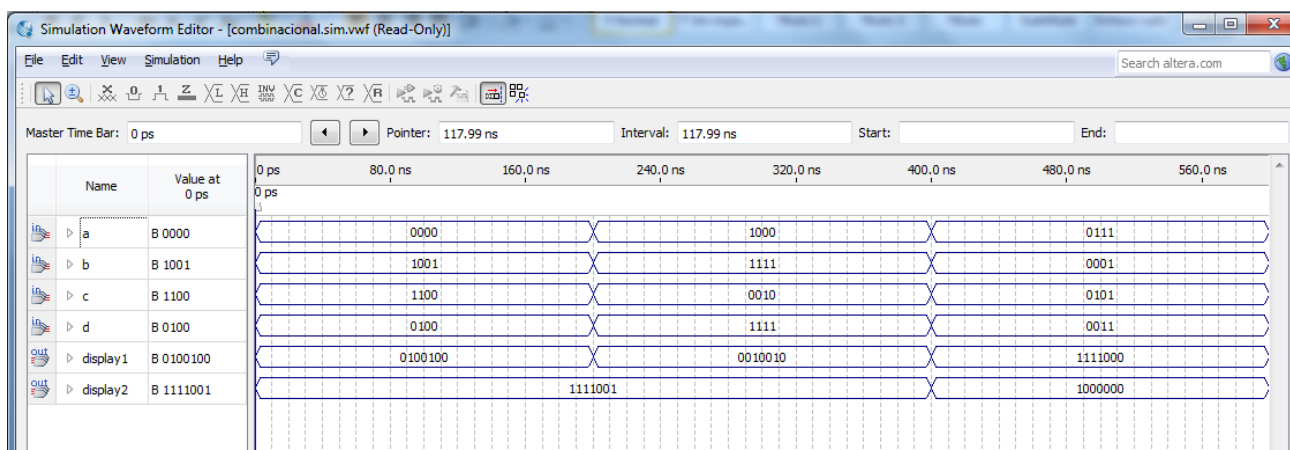 Simulation Waveform Editor - [combinacional.sim.vwf (Read-Only)]
File Edit View Simulation Help
Search altera.com
Master Time Bar: 0 ps Pointer: 117.99 ns Interval: 117.99 ns Start: End:
Name Value at 0 ps 0 ps 80.0 ns 160.0 ns 240.0 ns 320.0 ns 400.0 ns 480.0 ns 560.0 ns
0 ps
a B 0000 0000 1000 0111
b B 1001 1001 1111 0001
c B 1100 1100 0010 0101
d B 0100 0100 1111 0011
display1 B 0100100 0100100 0010010 1111000
display2 B 1111001 1111001 1000000